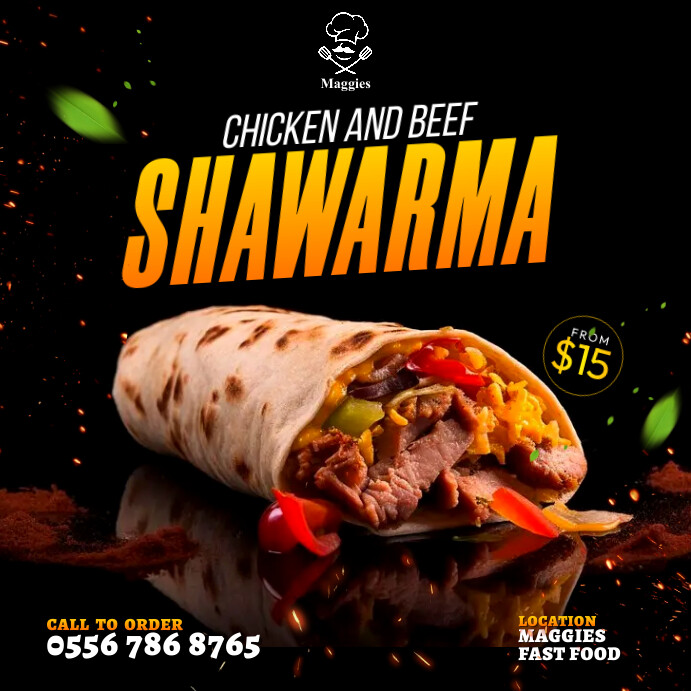 Maggies
CHICKEN AND BEEF
SHAWARMA
FROM
$15
CALL TO ORDER
0556 786 8765
LOCATION
MAGGIES
FAST FOOD